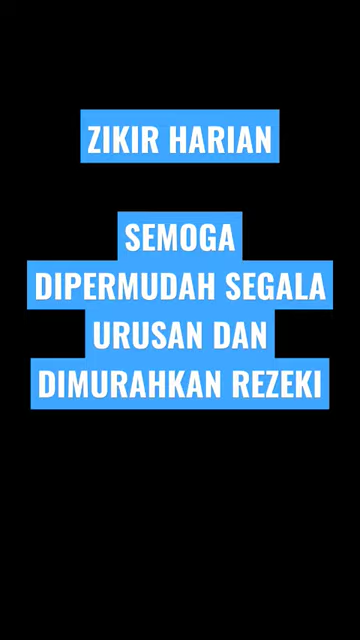 ZIKIR HARIAN
SEMOGA
DIPERMUDAH SEGALA
URUSAN DAN
DIMURAHKAN REZEKI